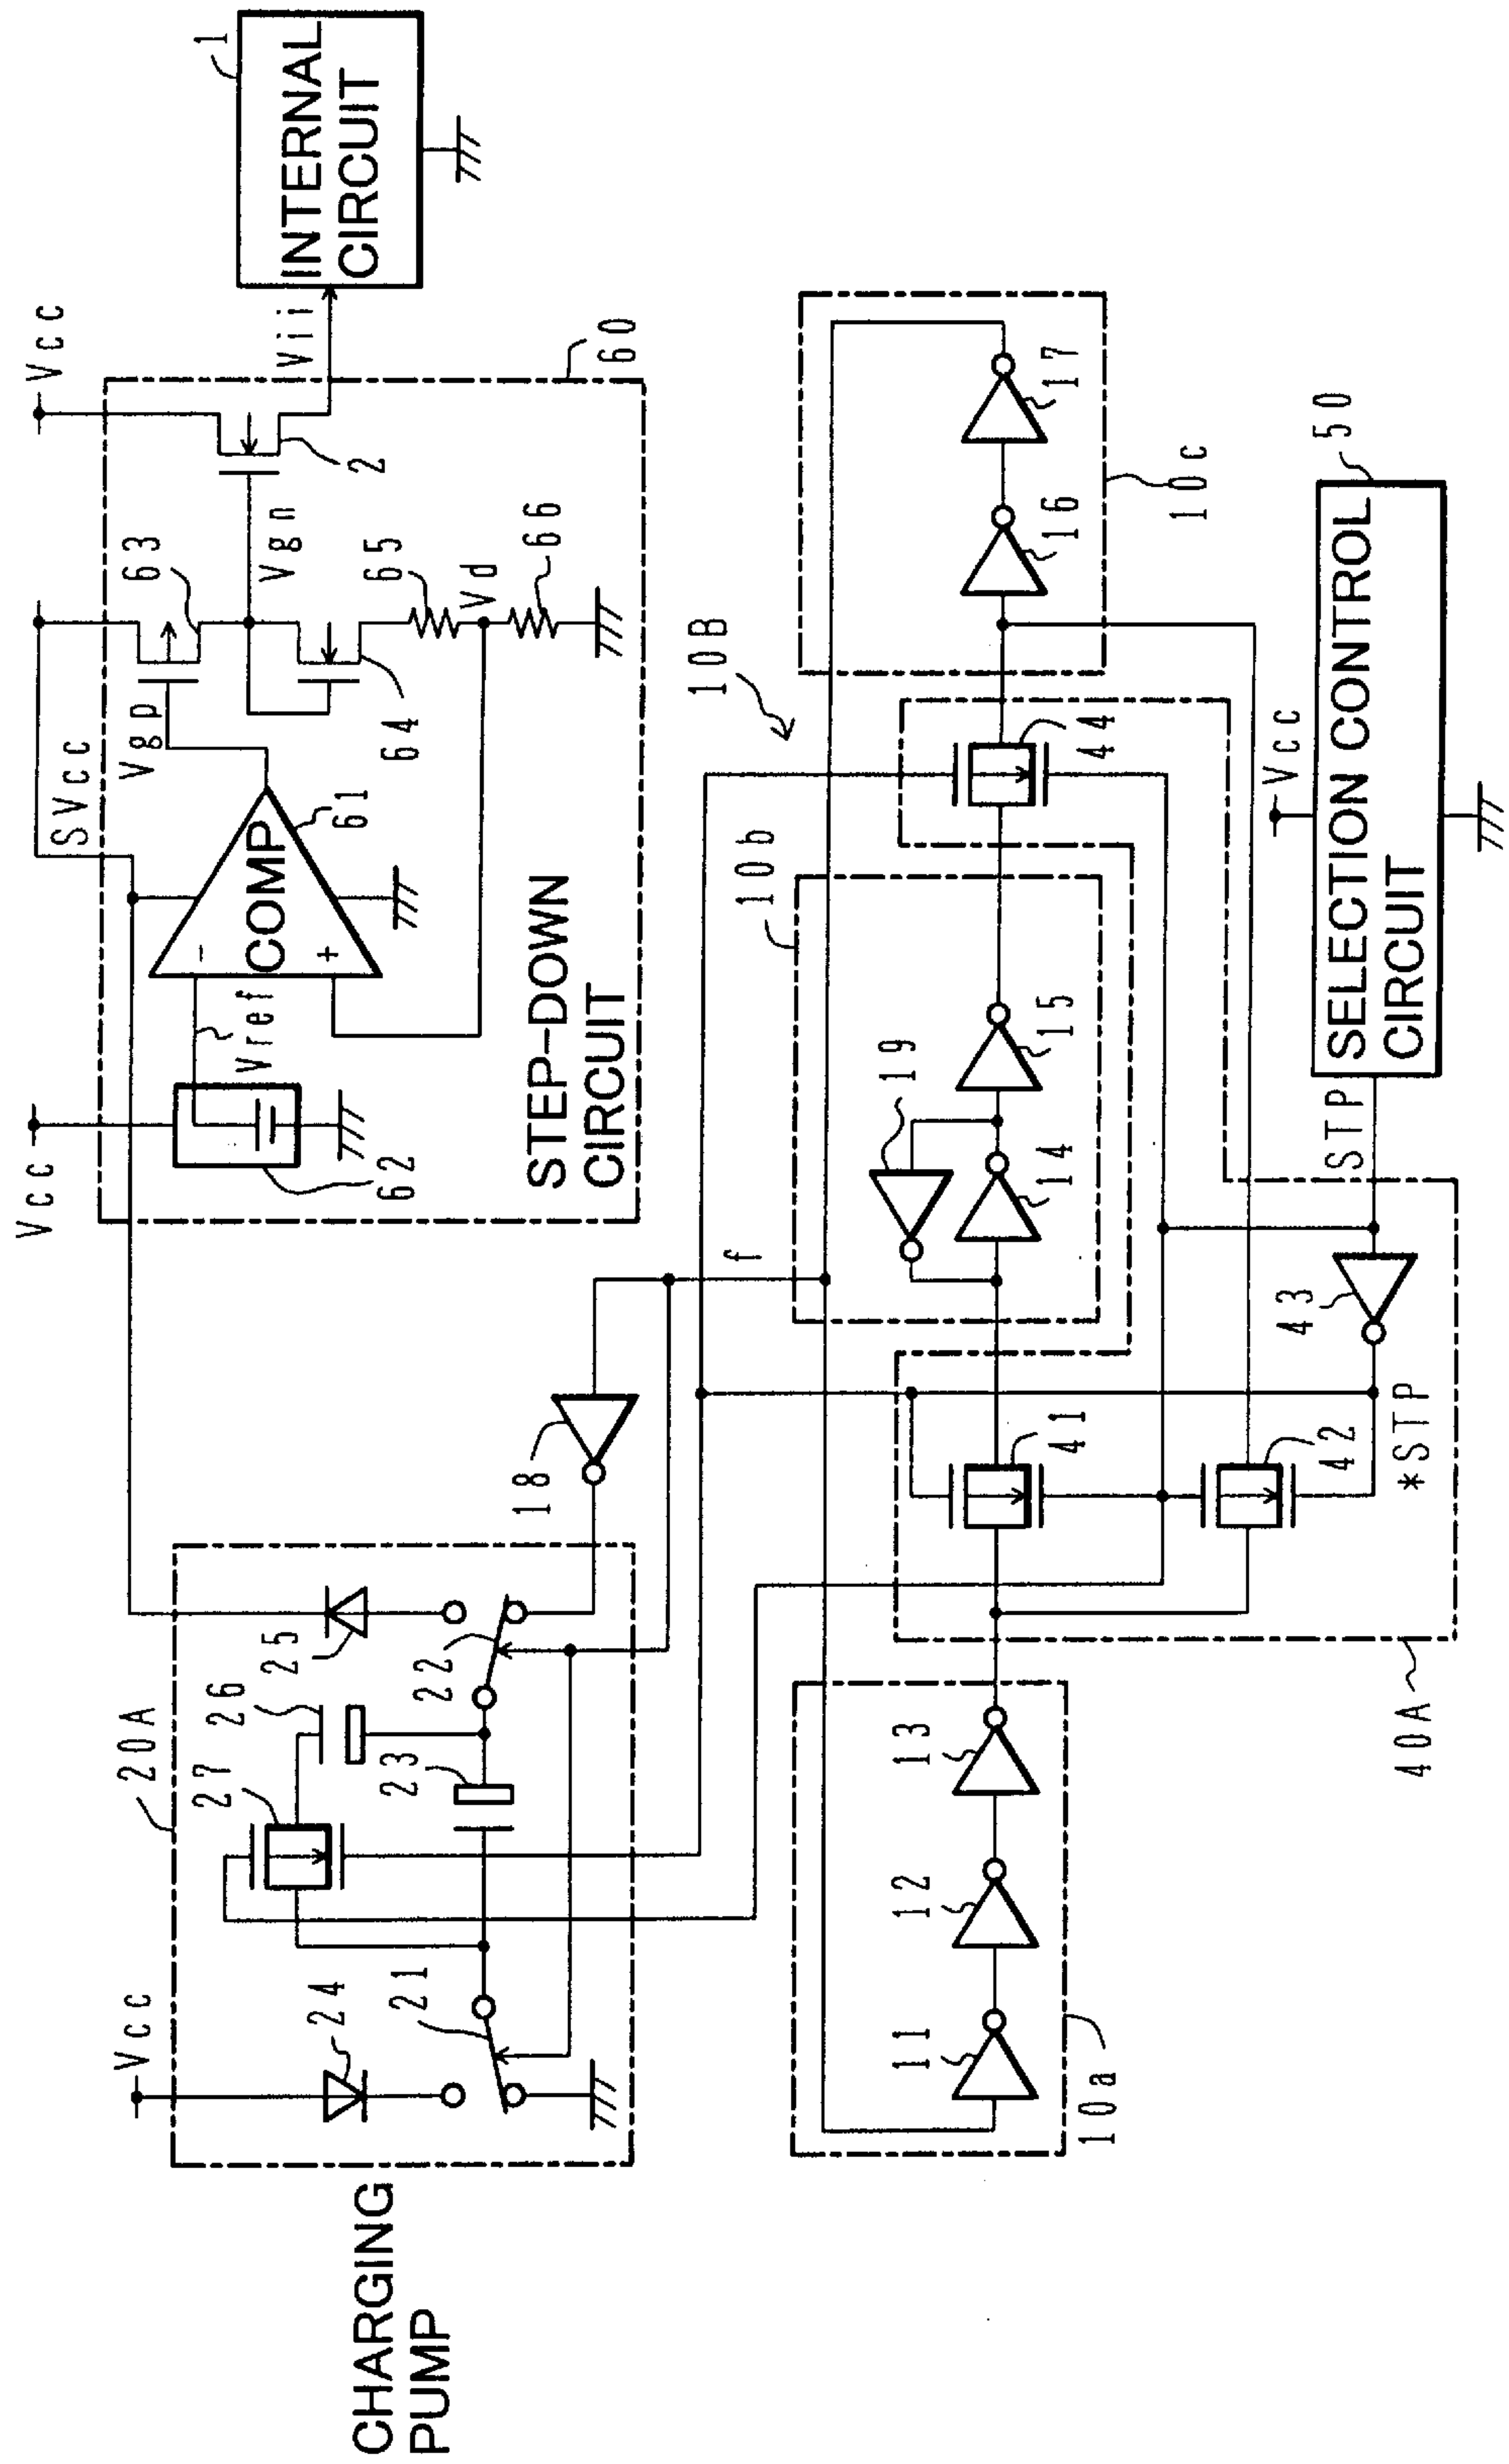 CHARGING
PUMP
20A
Vcc
24
21
27
26
23
25
22
18
f
Vcc
62
Vref
SVcc
COMP
-
+
61
Vgp
63
Vgn
64
65
Vd
66
Vcc
2
Vii
60
STEP-DOWN
CIRCUIT
1
INTERNAL
CIRCUIT
10B
10a
11
12
13
40A
41
42
*STP
43
STP
10b
19
14
15
44
10c
16
17
Vcc
50
SELECTION CONTROL
CIRCUIT